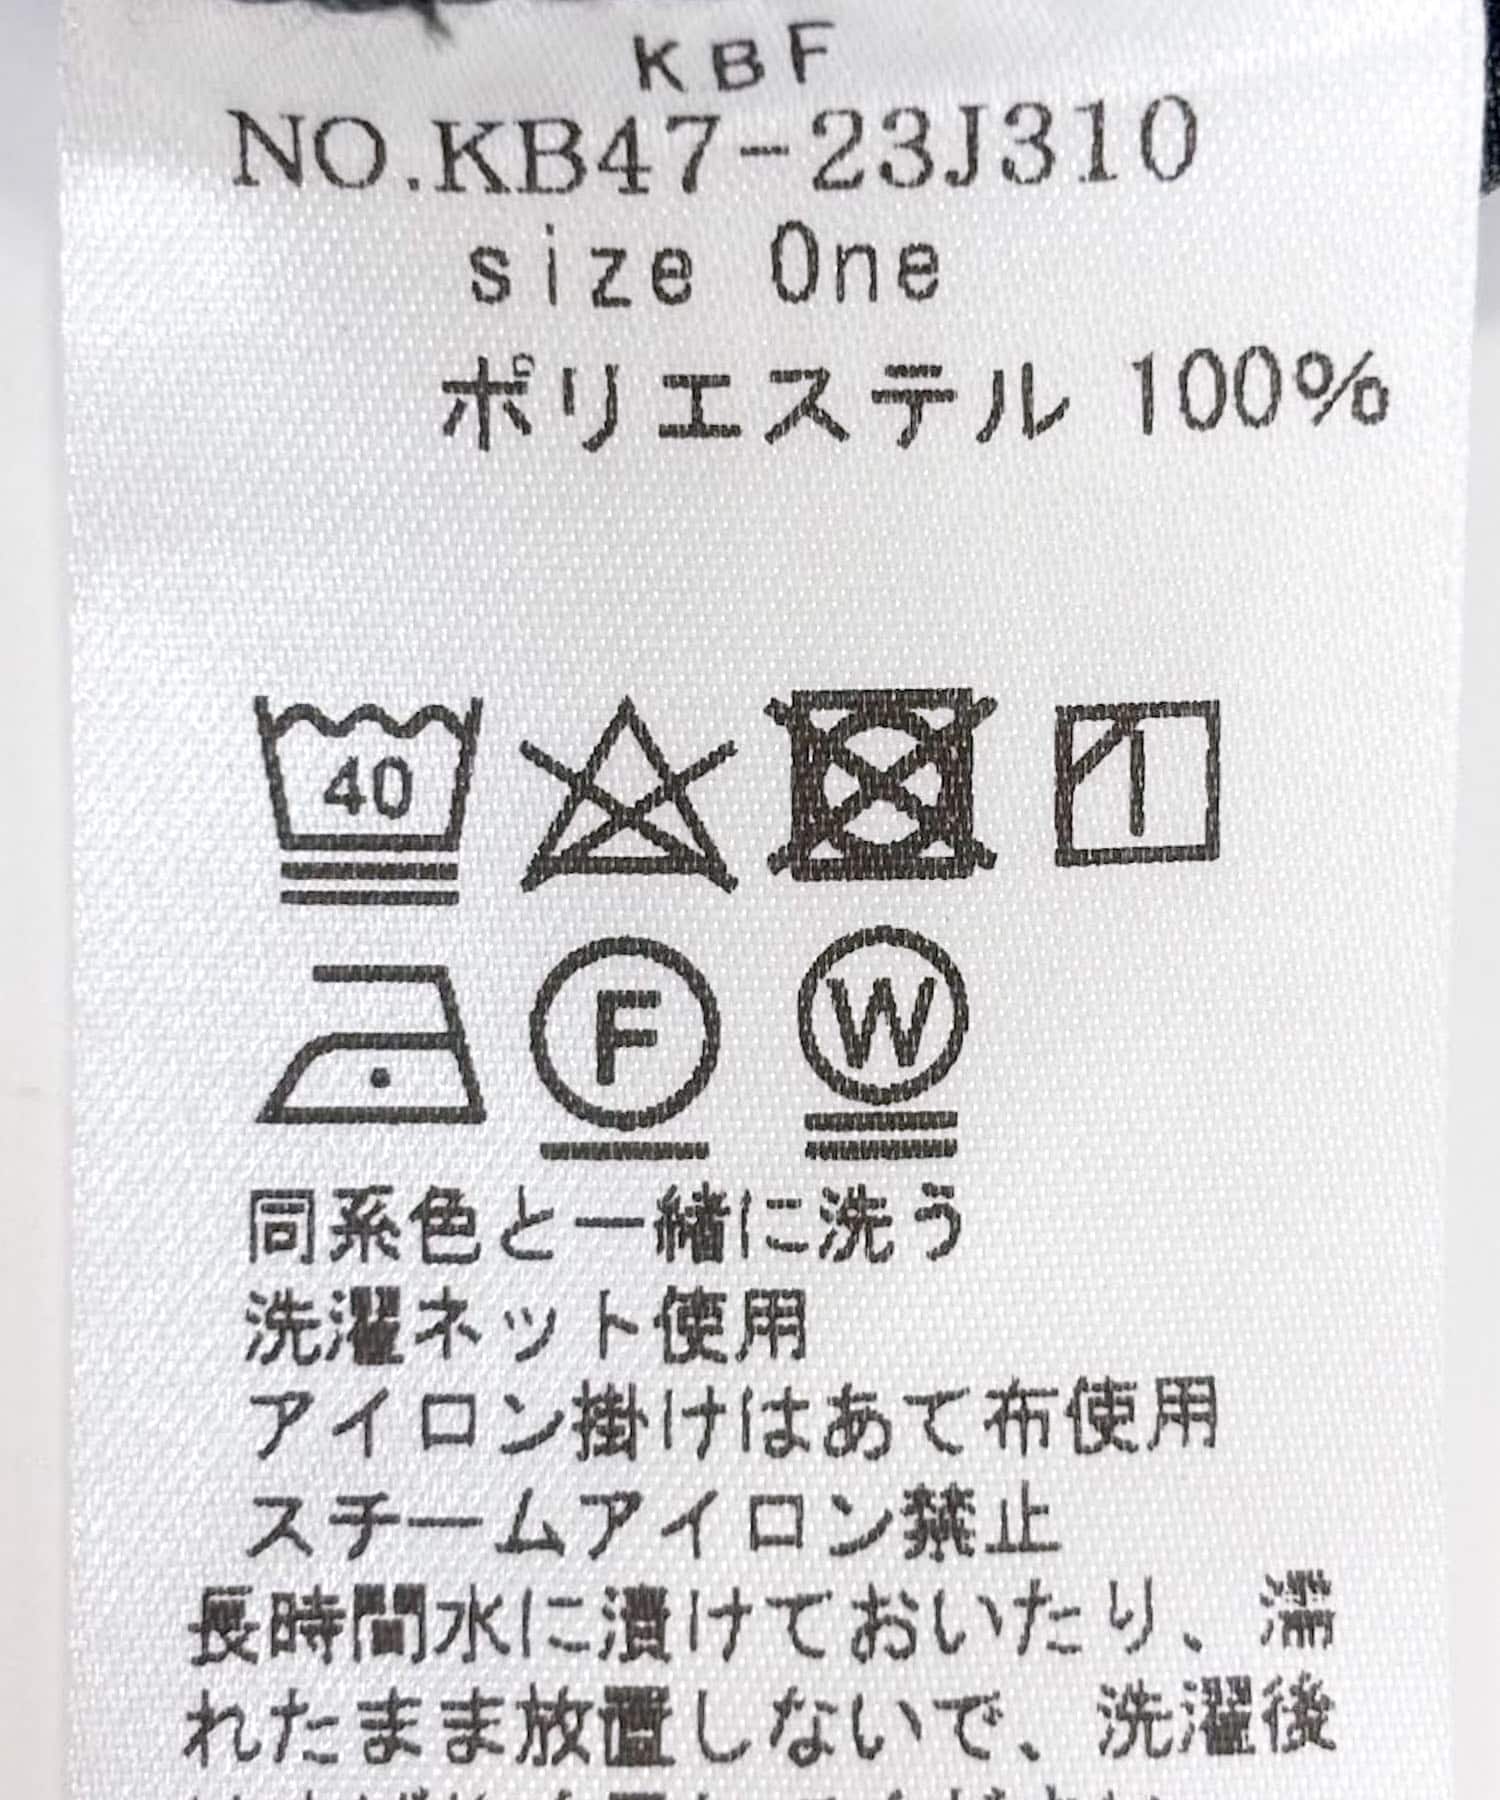 KBF
NO.KB47-23J310
size One
ポリエステル 100%
40
F W
同系色と一緒に洗う
洗濯ネット使用
アイロン掛けはあて布使用
スチームアイロン禁止
長時間水に漬けておいたり、濡
れたまま放置しないで、洗濯後